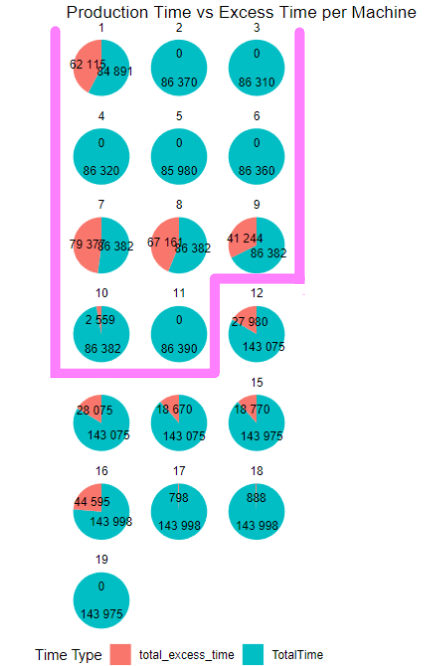 Production Time vs Excess Time per Machine
1 2 3
62 115 84 891 0 86 370 0 86 310
4 5 6
0 86 320 0 85 980 0 86 360
7 8 9
79 377 86 382 67 161 86 382 41 244 86 382
10 11 12
2 559 86 382 0 86 390 27 980 143 075
15
28 075 143 075 18 670 143 075 18 770 143 975
16 17 18
44 595 143 998 798 143 998 888 143 998
19
0 143 975
Time Type total_excess_time TotalTime